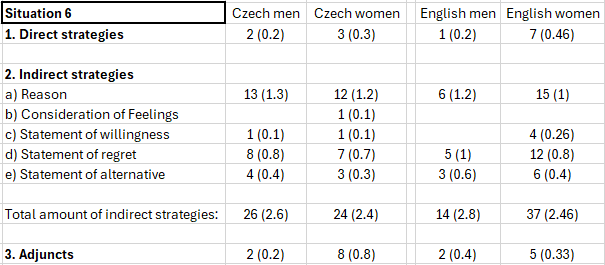 Situation 6 Czech men Czech women English men English women
1. Direct strategies 2 (0.2) 3 (0.3) 1 (0.2) 7 (0.46)
2. Indirect strategies
a) Reason 13 (1.3) 12 (1.2) 6 (1.2) 15 (1)
b) Consideration of Feelings 1 (0.1)
c) Statement of willingness 1 (0.1) 1 (0.1) 4 (0.26)
d) Statement of regret 8 (0.8) 7 (0.7) 5 (1) 12 (0.8)
e) Statement of alternative 4 (0.4) 3 (0.3) 3 (0.6) 6 (0.4)
Total amount of indirect strategies: 26 (2.6) 24 (2.4) 14 (2.8) 37 (2.46)
3. Adjuncts 2 (0.2) 8 (0.8) 2 (0.4) 5 (0.33)